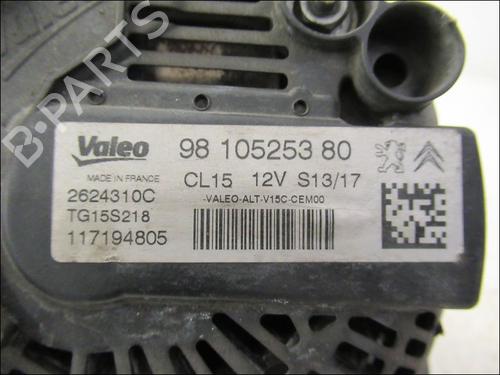 B-PARTS
Valeo
98 105253 80
MADE IN FRANCE
CL15 12V S13/17
2624310C
-VALEO-ALT-V15C-CEM00
TG15S218
117194805